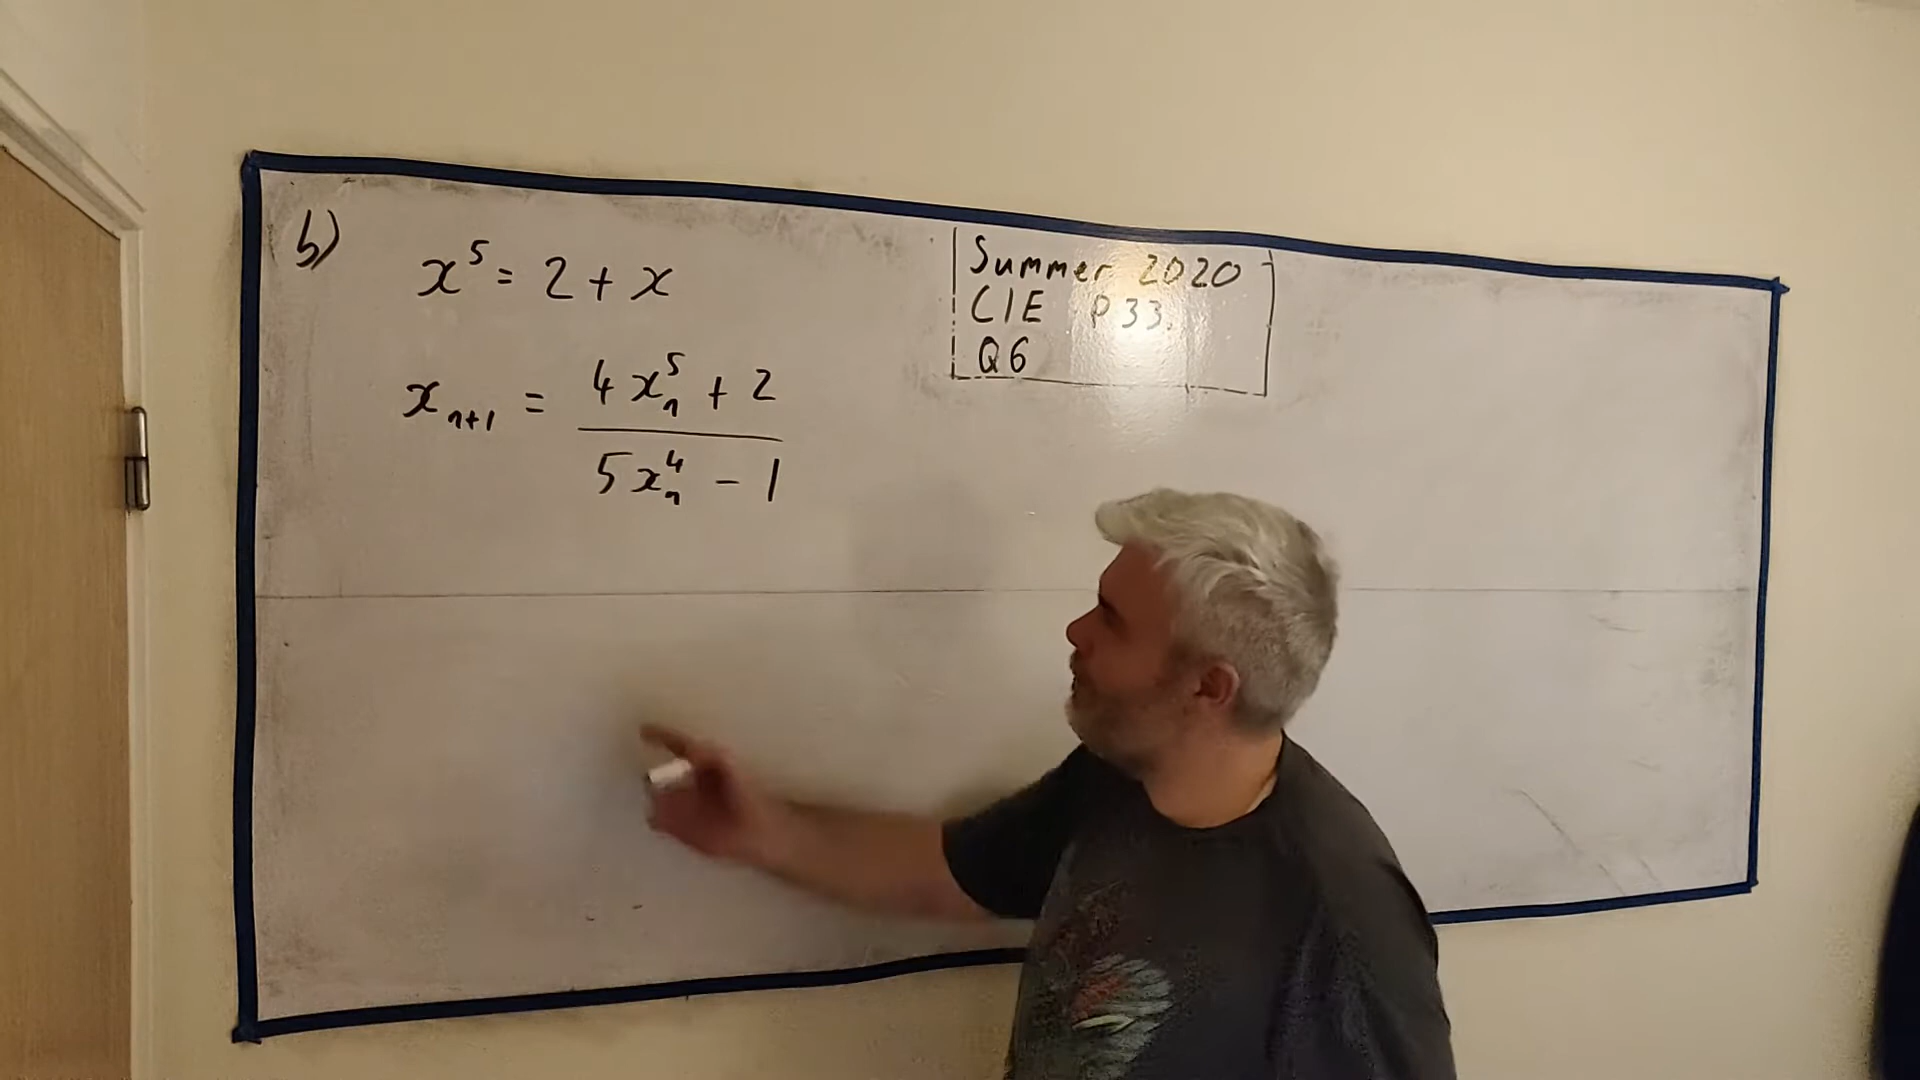 b)
x⁵ = 2 + x
xₙ₊₁ = (4xₙ⁵ + 2) / (5xₙ⁴ - 1)
Summer 2020
CIE P33.
Q6